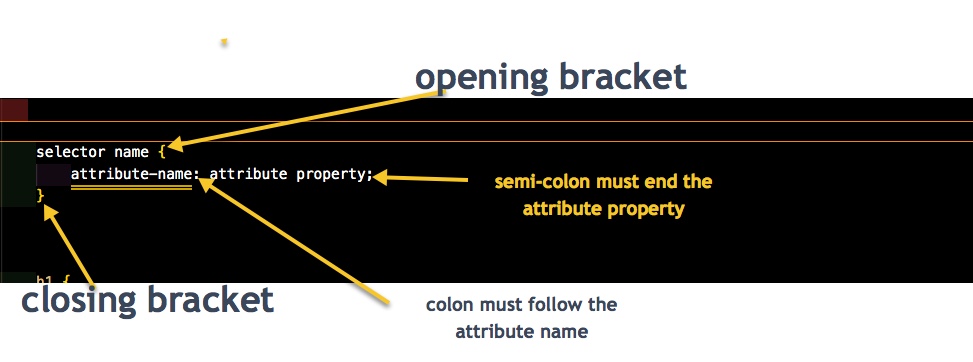 opening bracket
selector name {
attribute-name: attribute property;
semi-colon must end the
attribute property
}
h1 {
closing bracket
colon must follow the
attribute name